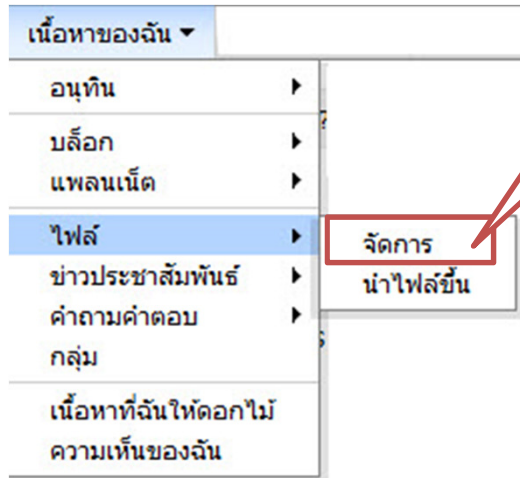 เนื้อหาของฉัน
อนุทิน
บล็อก
แพลนเน็ต
ไฟล์
จัดการ
ข่าวประชาสัมพันธ์
นำไฟล์ขึ้น
คำถามคำตอบ
กลุ่ม
เนื้อหาที่ฉันให้ดอกไม้
ความเห็นของฉัน